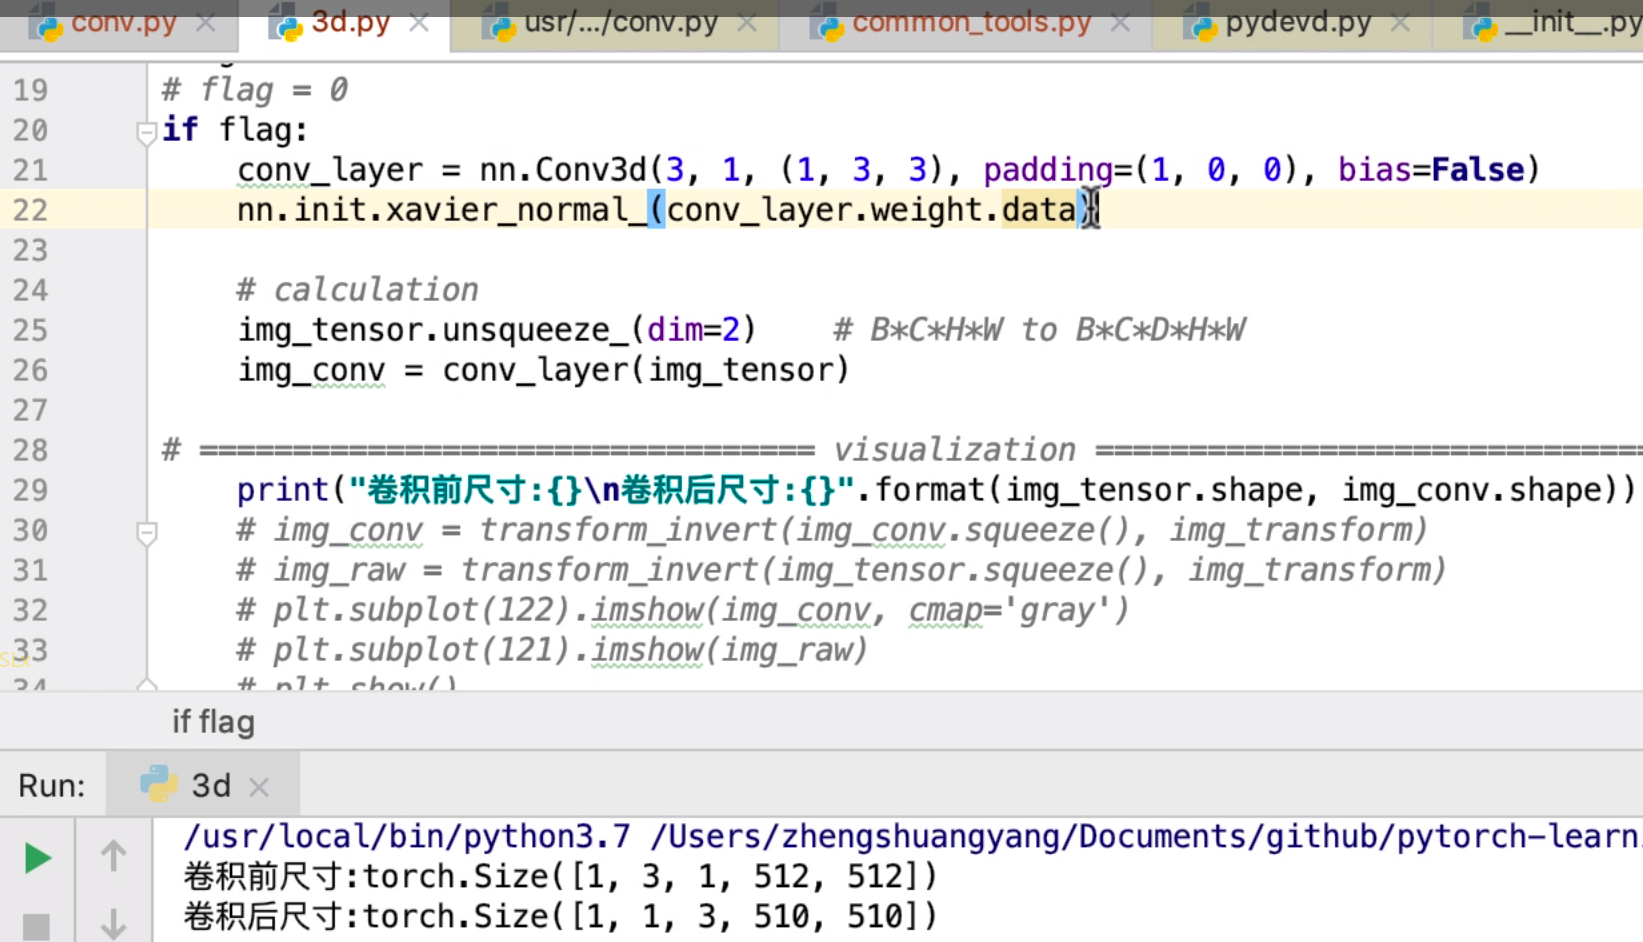 conv.py
3d.py
usr/.../conv.py
common_tools.py
pydevd.py
__init__.py
19 # flag = 0
20 if flag:
21 conv_layer = nn.Conv3d(3, 1, (1, 3, 3), padding=(1, 0, 0), bias=False)
22 nn.init.xavier_normal_(conv_layer.weight.data)
23
24 # calculation
25 img_tensor.unsqueeze_(dim=2)    # B*C*H*W to B*C*D*H*W
26 img_conv = conv_layer(img_tensor)
27
28 # ================================= visualization =============================
29 print("卷积前尺寸:{}\n卷积后尺寸:{}".format(img_tensor.shape, img_conv.shape))
30 # img_conv = transform_invert(img_conv.squeeze(), img_transform)
31 # img_raw = transform_invert(img_tensor.squeeze(), img_transform)
32 # plt.subplot(122).imshow(img_conv, cmap='gray')
33 # plt.subplot(121).imshow(img_raw)
34 # plt.show()
if flag
Run: 3d
/usr/local/bin/python3.7 /Users/zhengshuangyang/Documents/github/pytorch-learn
卷积前尺寸:torch.Size([1, 3, 1, 512, 512])
卷积后尺寸:torch.Size([1, 1, 3, 510, 510])